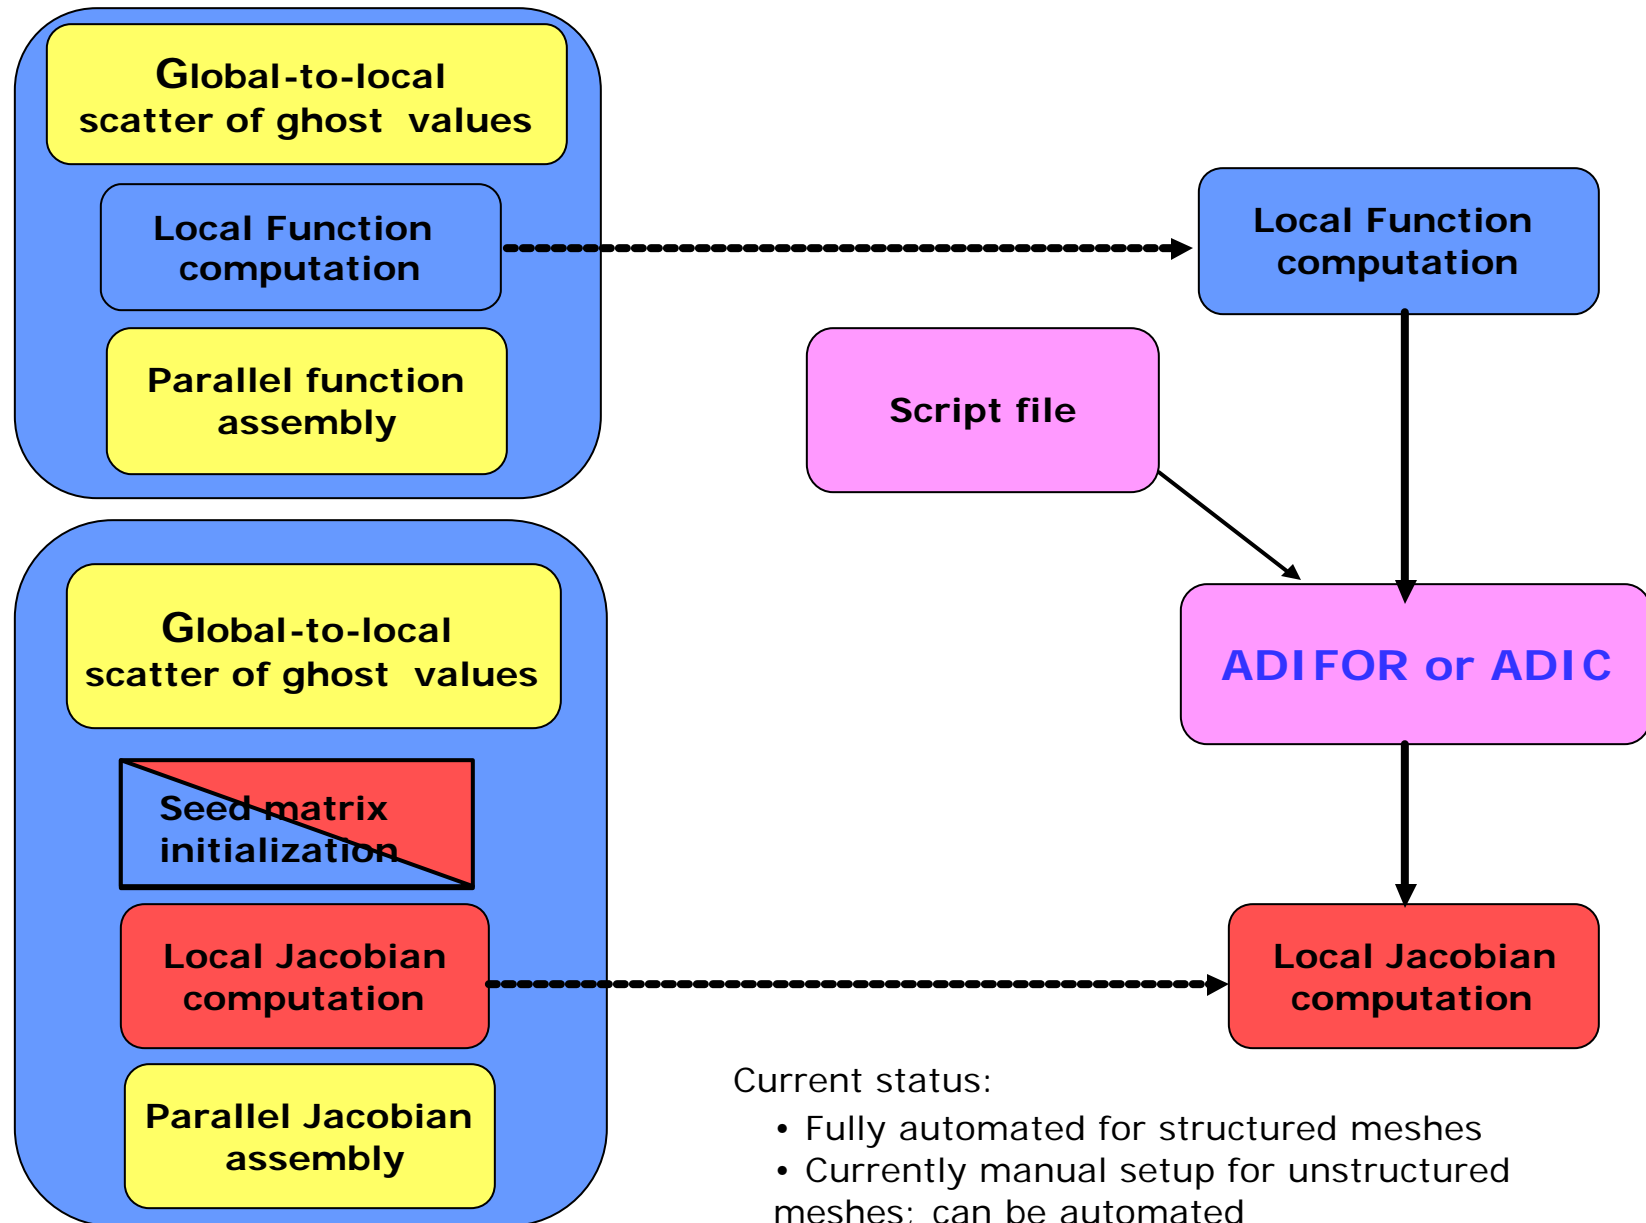 Global-to-local
scatter of ghost values
Local Function
computation
Parallel function
assembly
Local Function
computation
Script file
ADIFOR or ADIC
Global-to-local
scatter of ghost values
Seed matrix
initialization
Local Jacobian
computation
Parallel Jacobian
assembly
Local Jacobian
computation
Current status:
• Fully automated for structured meshes
• Currently manual setup for unstructured
meshes; can be automated